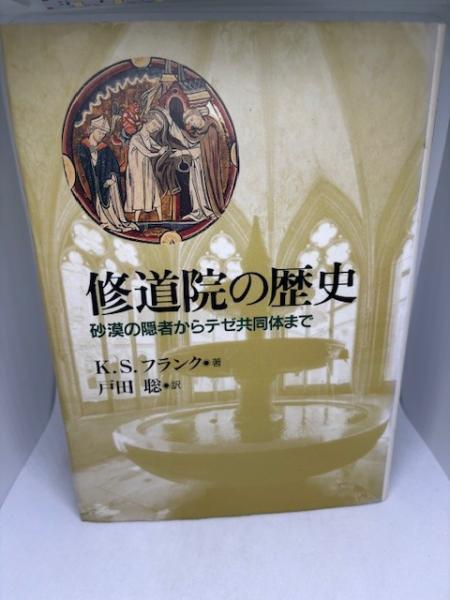 修道院の歴史
砂漠の隠者からテゼ共同体まで
K.S.フランク●著
戸田 聡●訳